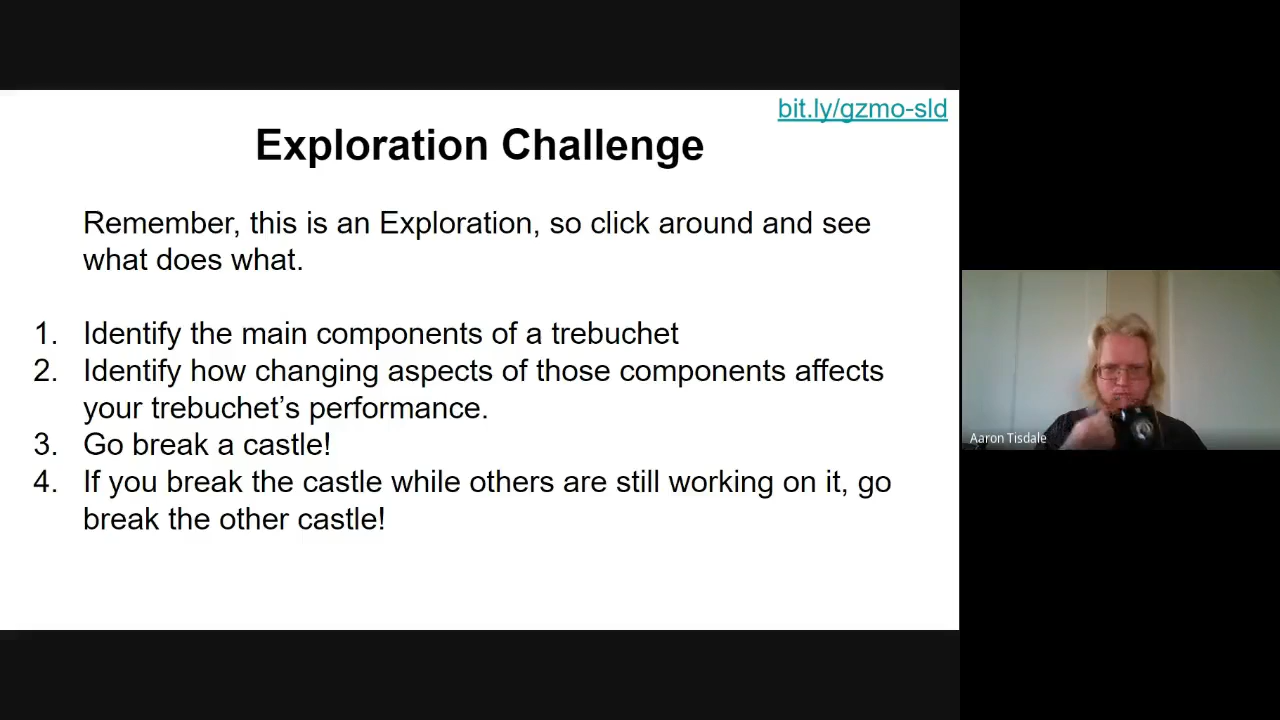 bit.ly/gzmo-sld
Exploration Challenge
Remember, this is an Exploration, so click around and see
what does what.
1. Identify the main components of a trebuchet
2. Identify how changing aspects of those components affects
your trebuchet’s performance.
3. Go break a castle!
4. If you break the castle while others are still working on it, go
break the other castle!
Aaron Tisdale